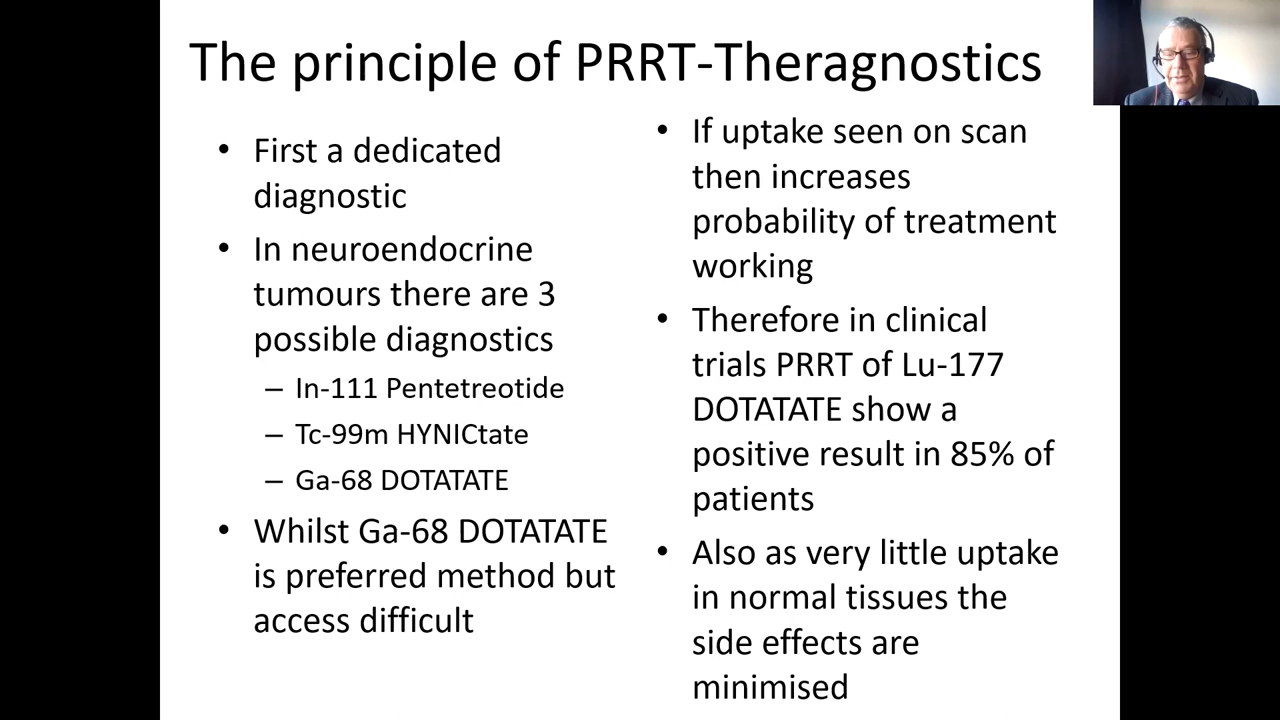 The principle of PRRT-Theragnostics
• First a dedicated
diagnostic
• In neuroendocrine
tumours there are 3
possible diagnostics
– In-111 Pentetreotide
– Tc-99m HYNICtate
– Ga-68 DOTATATE
• Whilst Ga-68 DOTATATE
is preferred method but
access difficult
• If uptake seen on scan
then increases
probability of treatment
working
• Therefore in clinical
trials PRRT of Lu-177
DOTATATE show a
positive result in 85% of
patients
• Also as very little uptake
in normal tissues the
side effects are
minimised